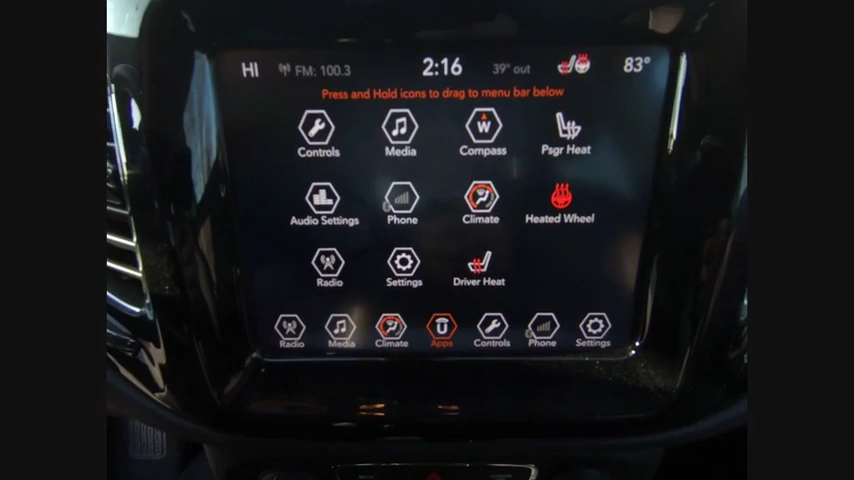 HI FM: 100.3 2:16 39° out 83°
Press and Hold icons to drag to menu bar below
Controls Media Compass Psgr Heat
W
Audio Settings Phone Climate Heated Wheel
Radio Settings Driver Heat
U
Radio Media Climate Apps Controls Phone Settings